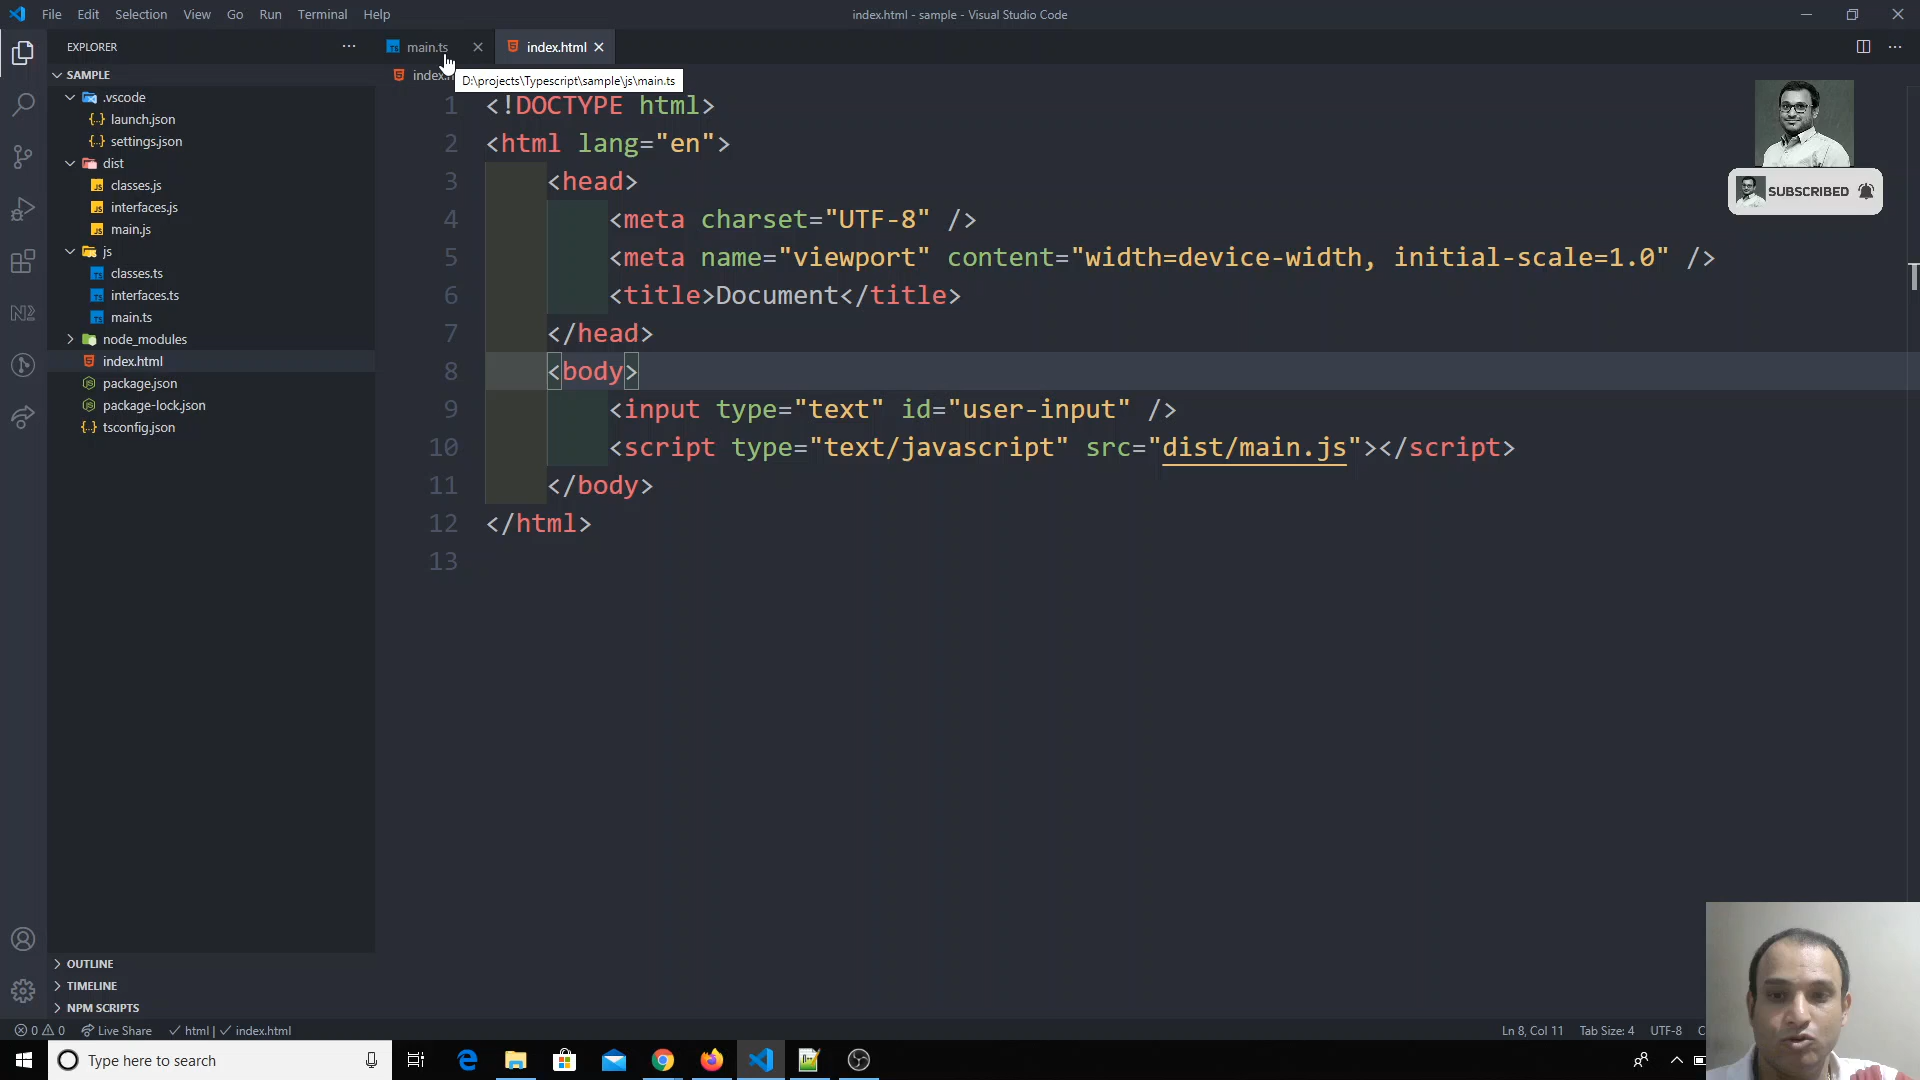 File Edit Selection View Go Run Terminal Help
index.html - sample - Visual Studio Code
EXPLORER
main.ts
index.html
D:\projects\Typescript\sample\js\main.ts
SAMPLE
.vscode
launch.json
settings.json
dist
classes.js
interfaces.js
main.js
js
classes.ts
interfaces.ts
main.ts
node_modules
index.html
package.json
package-lock.json
tsconfig.json
OUTLINE
TIMELINE
NPM SCRIPTS
1 <!DOCTYPE html>
2 <html lang="en">
3 <head>
4 <meta charset="UTF-8" />
5 <meta name="viewport" content="width=device-width, initial-scale=1.0" />
6 <title>Document</title>
7 </head>
8 <body>
9 <input type="text" id="user-input" />
10 <script type="text/javascript" src="dist/main.js"></script>
11 </body>
12 </html>
13
SUBSCRIBED
0 0 Live Share html | index.html
Ln 8, Col 11 Tab Size: 4 UTF-8
Type here to search